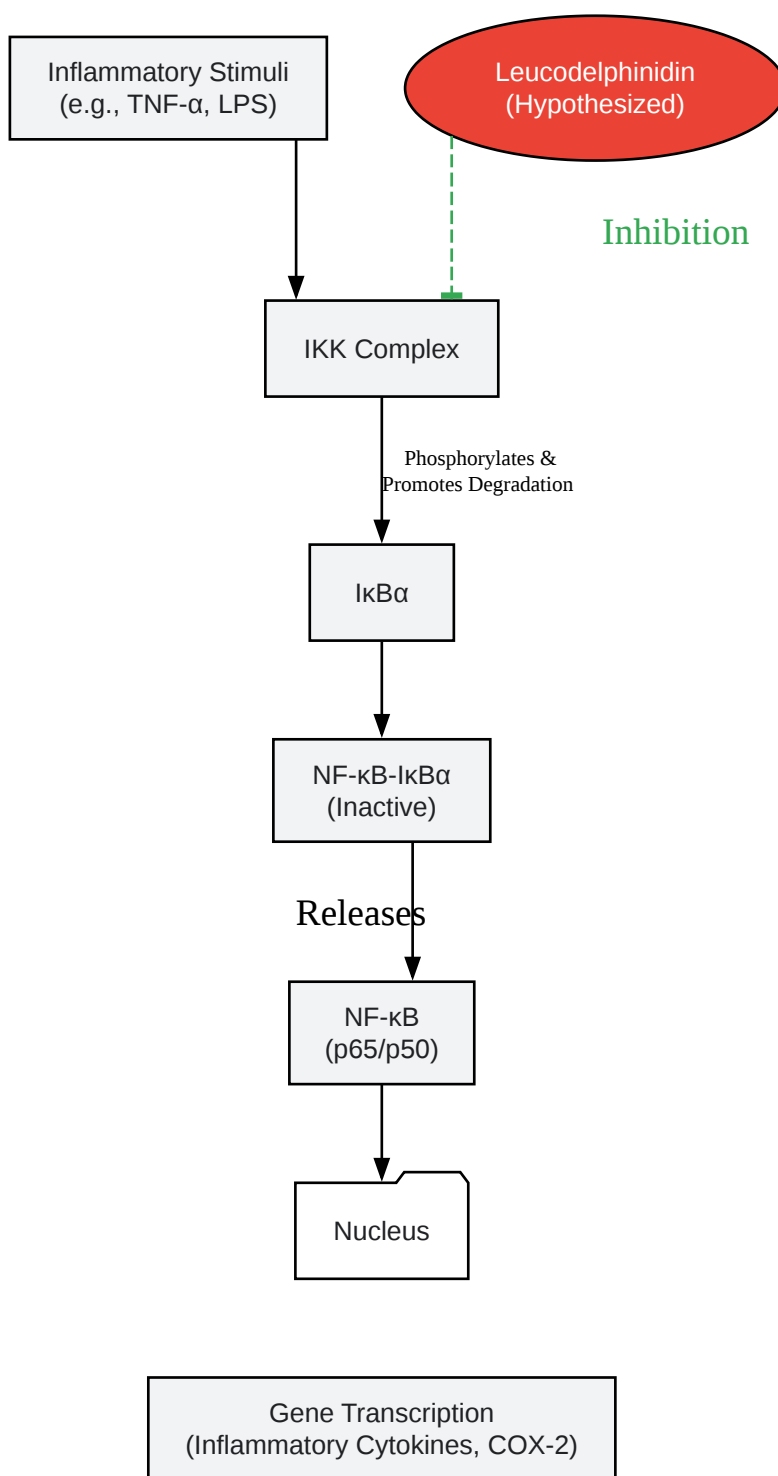 Inflammatory Stimuli
(e.g., TNF-α, LPS)
Leucodelphinidin
(Hypothesized)
Inhibition
IKK Complex
Phosphorylates &
Promotes Degradation
IκBα
NF-κB-IκBα
(Inactive)
Releases
NF-κB
(p65/p50)
Nucleus
Gene Transcription
(Inflammatory Cytokines, COX-2)